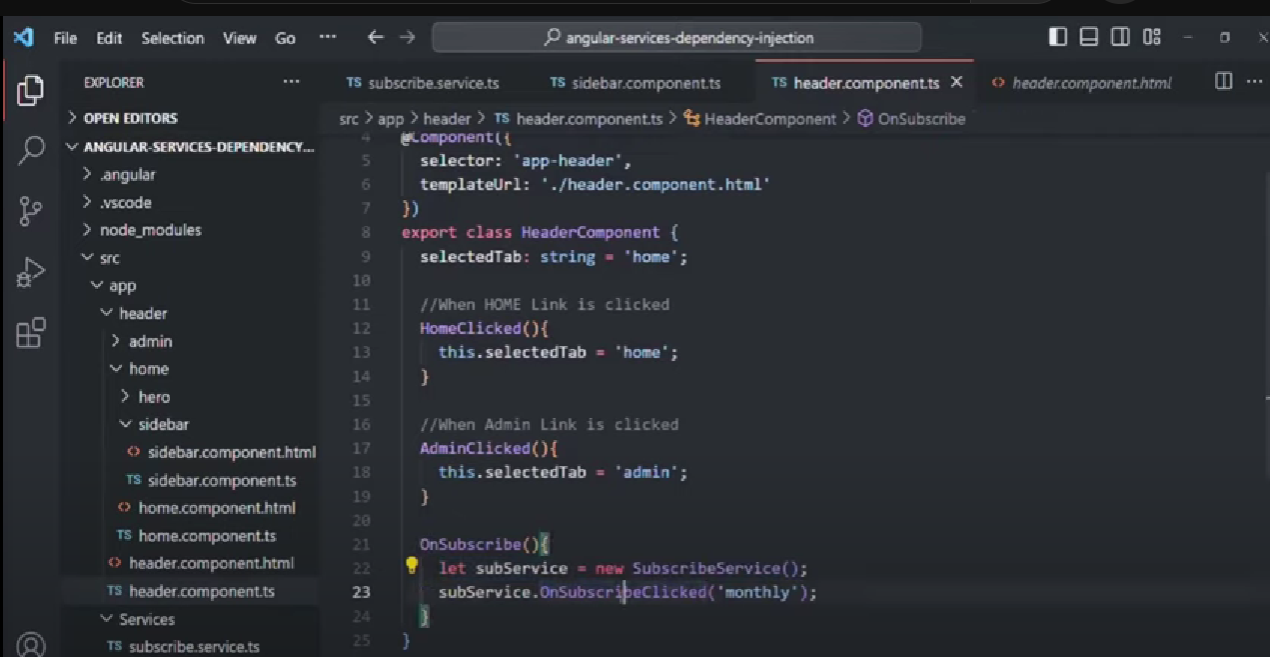 File Edit Selection View Go ··· angular-services-dependency-injection
EXPLORER ···
OPEN EDITORS
ANGULAR-SERVICES-DEPENDENCY...
.angular
.vscode
node_modules
src
app
header
admin
home
hero
sidebar
<> sidebar.component.html
TS sidebar.component.ts
<> home.component.html
TS home.component.ts
<> header.component.html
TS header.component.ts
Services
TS subscribe.service.ts
TS subscribe.service.ts TS sidebar.component.ts TS header.component.ts <> header.component.html ···
src > app > header > TS header.component.ts > HeaderComponent > OnSubscribe
4 @Component({
5 selector: 'app-header',
6 templateUrl: './header.component.html'
7 })
8 export class HeaderComponent {
9 selectedTab: string = 'home';
10
11 //When HOME Link is clicked
12 HomeClicked(){
13 this.selectedTab = 'home';
14 }
15
16 //When Admin Link is clicked
17 AdminClicked(){
18 this.selectedTab = 'admin';
19 }
20
21 OnSubscribe(){
22 let subService = new SubscribeService();
23 subService.OnSubscribeClicked('monthly');
24 }
25 }